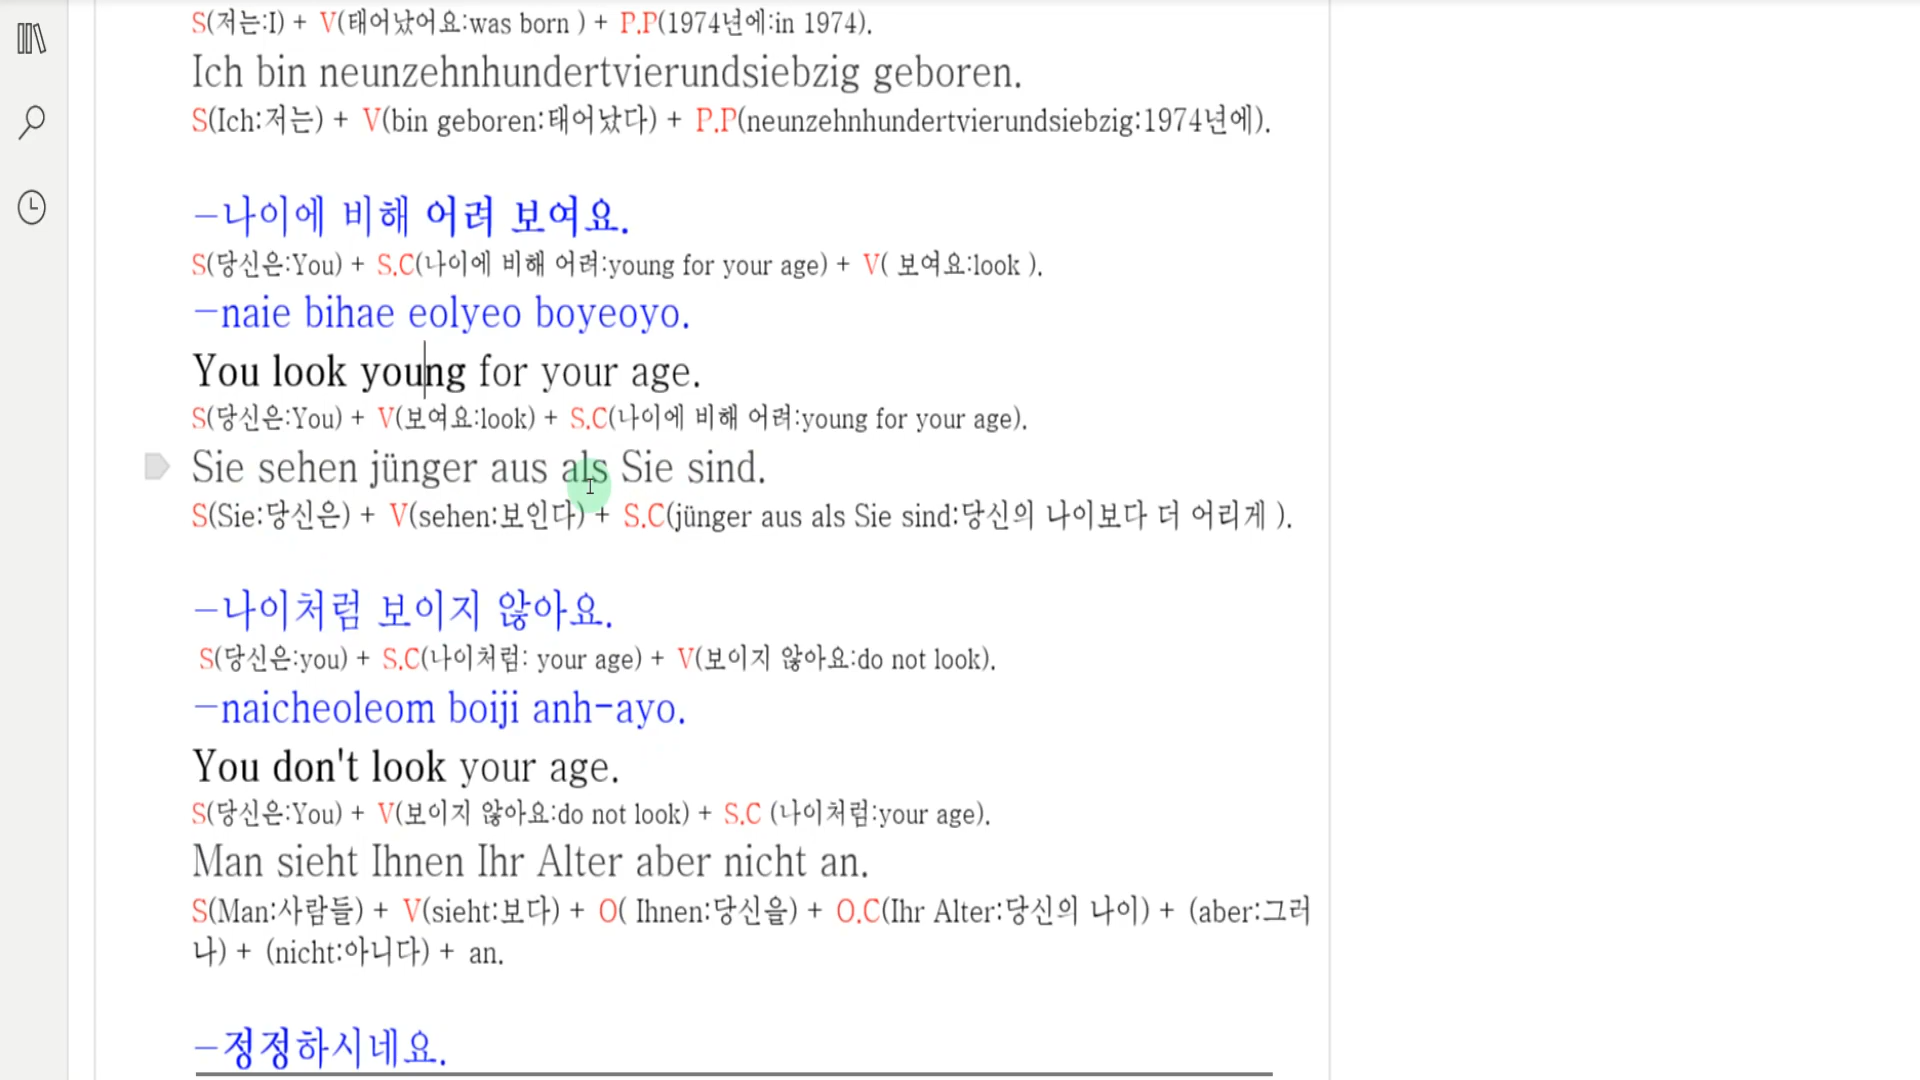 S(저는:I) + V(태어났어요:was born ) + P.P(1974년에:in 1974).
Ich bin neunzehnhundertvierundsiebzig geboren.
S(Ich:저는) + V(bin geboren:태어났다) + P.P(neunzehnhundertvierundsiebzig:1974년에).
-나이에 비해 어려 보여요.
S(당신은:You) + S.C(나이에 비해 어려:young for your age) + V( 보여요:look ).
-naie bihae eolyeo boyeoyo.
You look young for your age.
S(당신은:You) + V(보여요:look) + S.C(나이에 비해 어려:young for your age).
Sie sehen jünger aus als Sie sind.
S(Sie:당신은) + V(sehen:보인다) + S.C(jünger aus als Sie sind:당신의 나이보다 더 어리게 ).
-나이처럼 보이지 않아요.
S(당신은:you) + S.C(나이처럼: your age) + V(보이지 않아요:do not look).
-naicheoleom boiji anh-ayo.
You don't look your age.
S(당신은:You) + V(보이지 않아요:do not look) + S.C (나이처럼:your age).
Man sieht Ihnen Ihr Alter aber nicht an.
S(Man:사람들) + V(sieht:보다) + O( Ihnen:당신을) + O.C(Ihr Alter:당신의 나이) + (aber:그러
나) + (nicht:아니다) + an.
-정정하시네요.